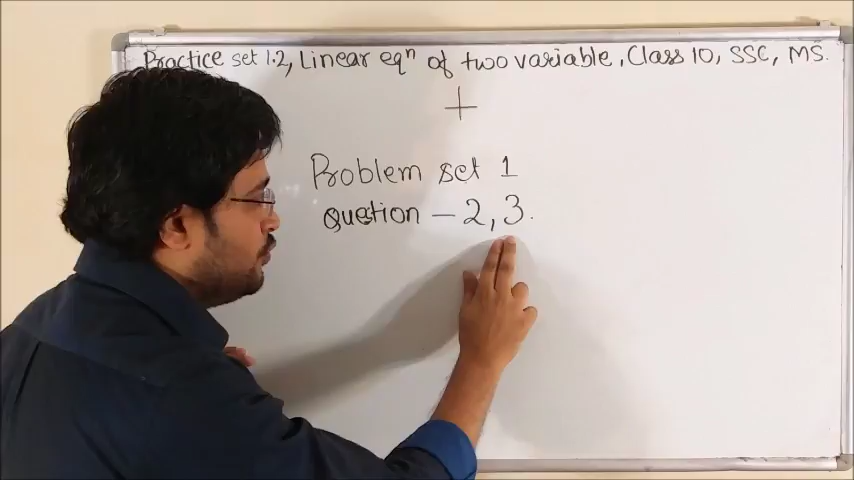 Practice set 1.2, Linear eqⁿ of two variable, Class 10, SSC, MS.
+
Problem set 1
question - 2, 3.